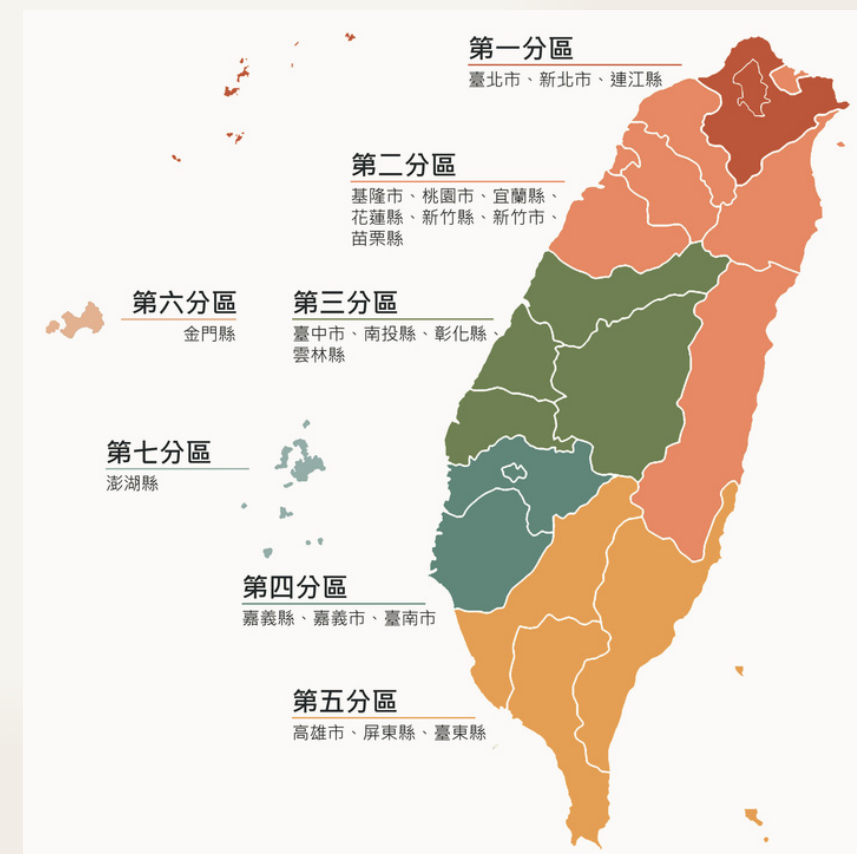 第一分區
臺北市、新北市、連江縣
第二分區
基隆市、桃園市、宜蘭縣、
花蓮縣、新竹縣、新竹市、
苗栗縣
第六分區
金門縣
第三分區
臺中市、南投縣、彰化縣、
雲林縣
第七分區
澎湖縣
第四分區
嘉義縣、嘉義市、臺南市
第五分區
高雄市、屏東縣、臺東縣